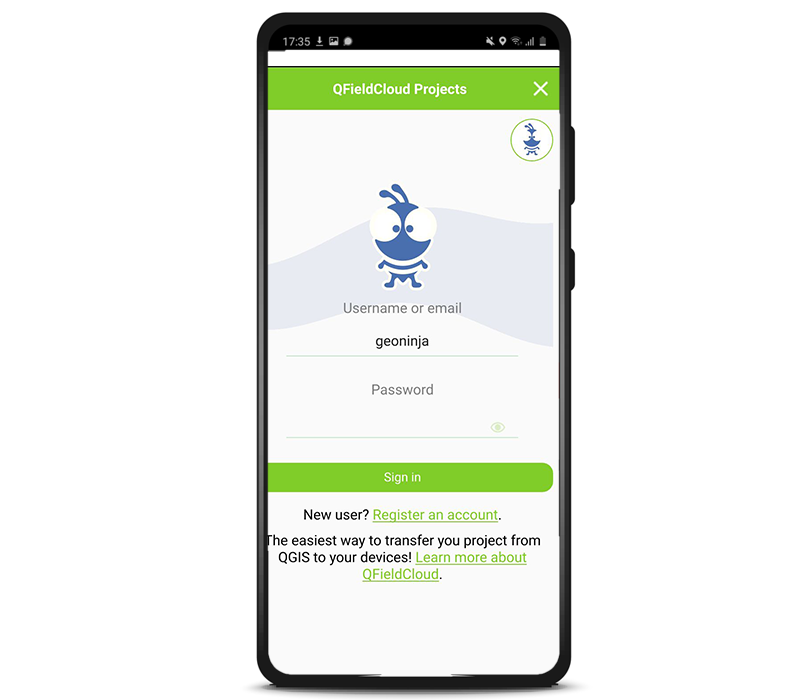 17:35
QFieldCloud Projects
Username or email
geoninja
Password
Sign in
New user? Register an account.
The easiest way to transfer you project from
QGIS to your devices! Learn more about
QFieldCloud.